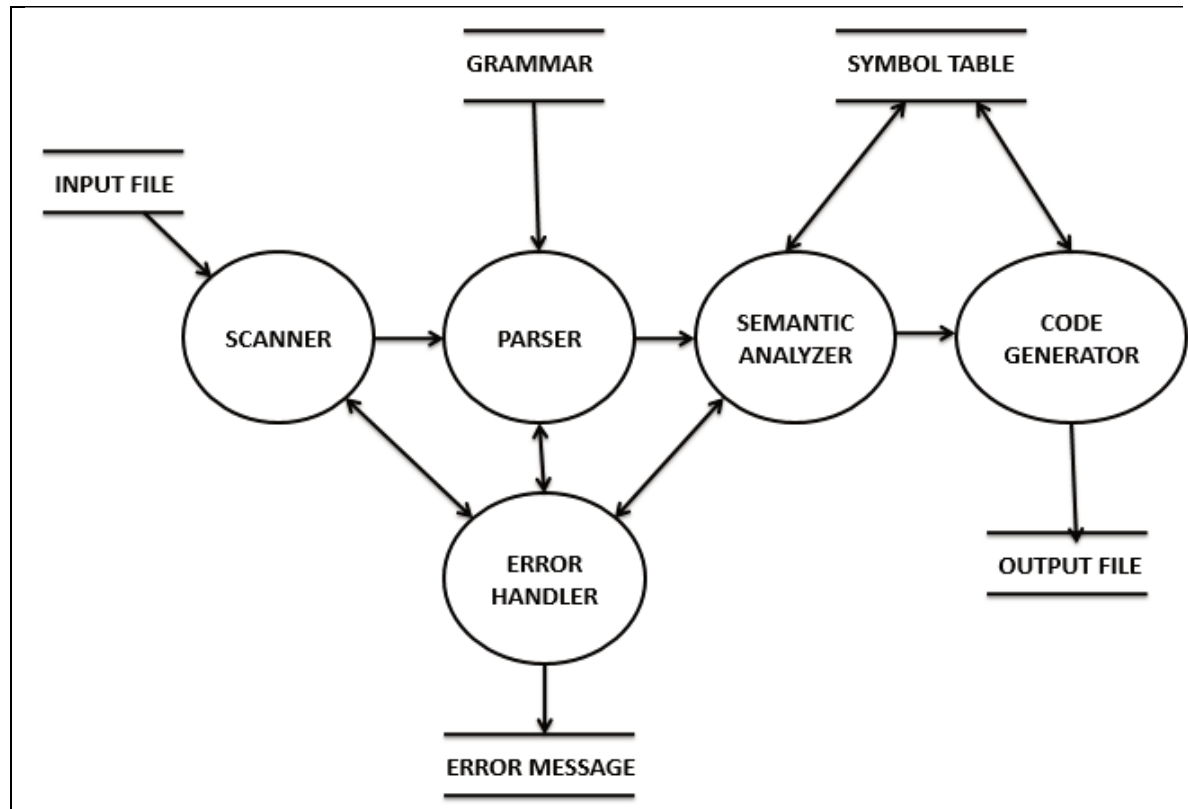 GRAMMAR
SYMBOL TABLE
INPUT FILE
SCANNER
PARSER
SEMANTIC
ANALYZER
CODE
GENERATOR
ERROR
HANDLER
OUTPUT FILE
ERROR MESSAGE